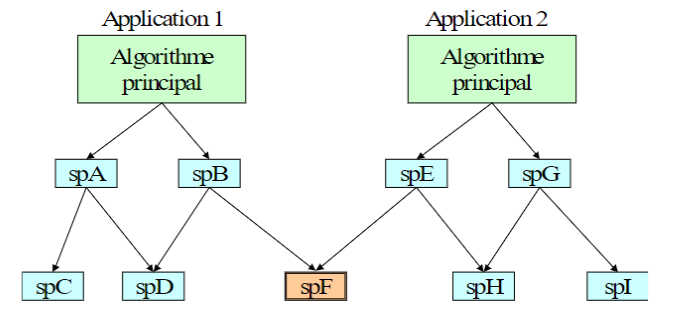 Application 1
Application 2
Algorithme
principal
Algorithme
principal
spA
spB
spE
spG
spC
spD
spF
spH
spI